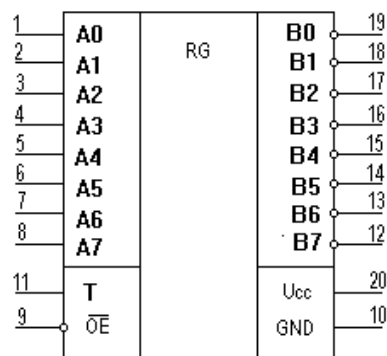 1 A0 RG B0 19
2 A1 B1 18
3 A2 B2 17
4 A3 B3 16
5 A4 B4 15
6 A5 B5 14
7 A6 B6 13
8 A7 B7 12
11 T Ucc 20
9 O̅E̅ GND 10